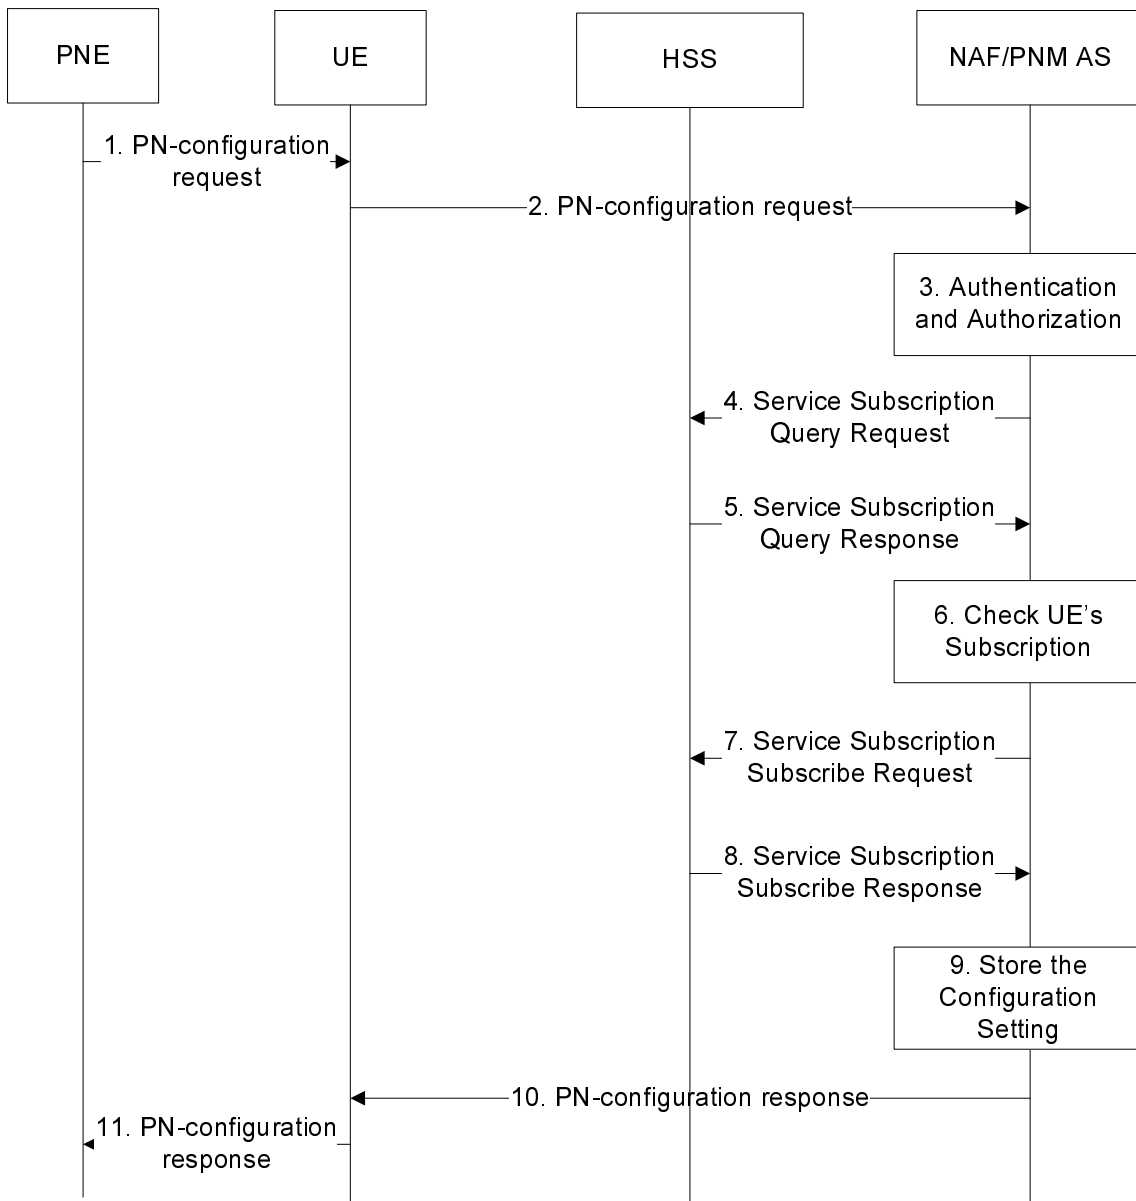 PNE
UE
HSS
NAF/PNM AS
1. PN-configuration
request
2. PN-configuration request
3. Authentication
and Authorization
4. Service Subscription
Query Request
5. Service Subscription
Query Response
6. Check UE’s
Subscription
7. Service Subscription
Subscribe Request
8. Service Subscription
Subscribe Response
9. Store the
Configuration
Setting
10. PN-configuration response
11. PN-configuration
response